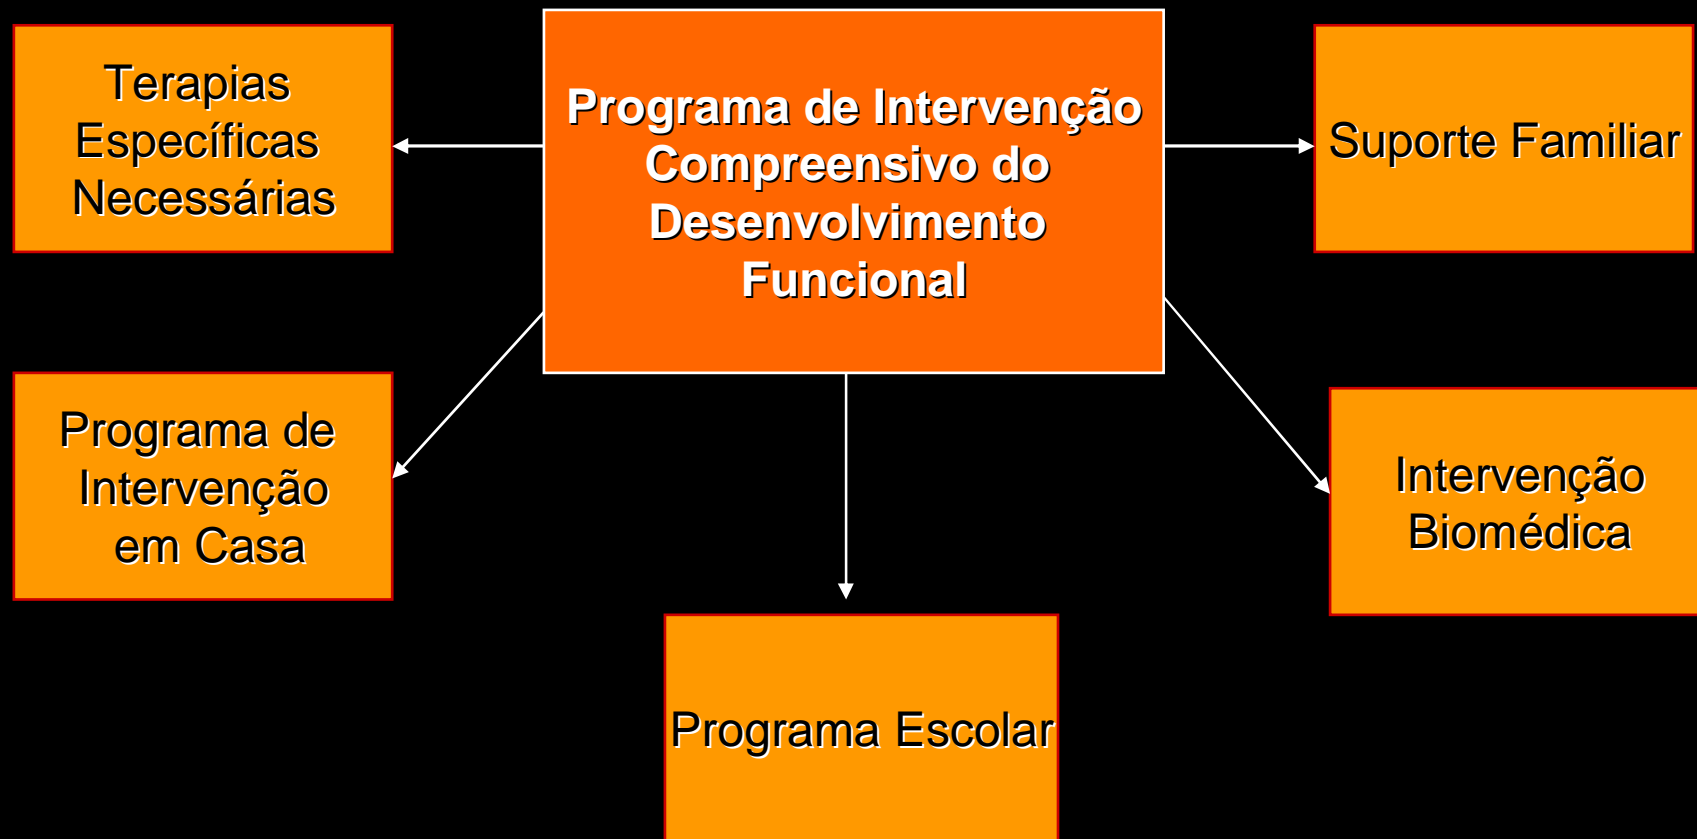 Terapias
Específicas
Necessárias
Programa de Intervenção
Compreensivo do
Desenvolvimento
Funcional
Suporte Familiar
Programa de
Intervenção
em Casa
Intervenção
Biomédica
Programa Escolar